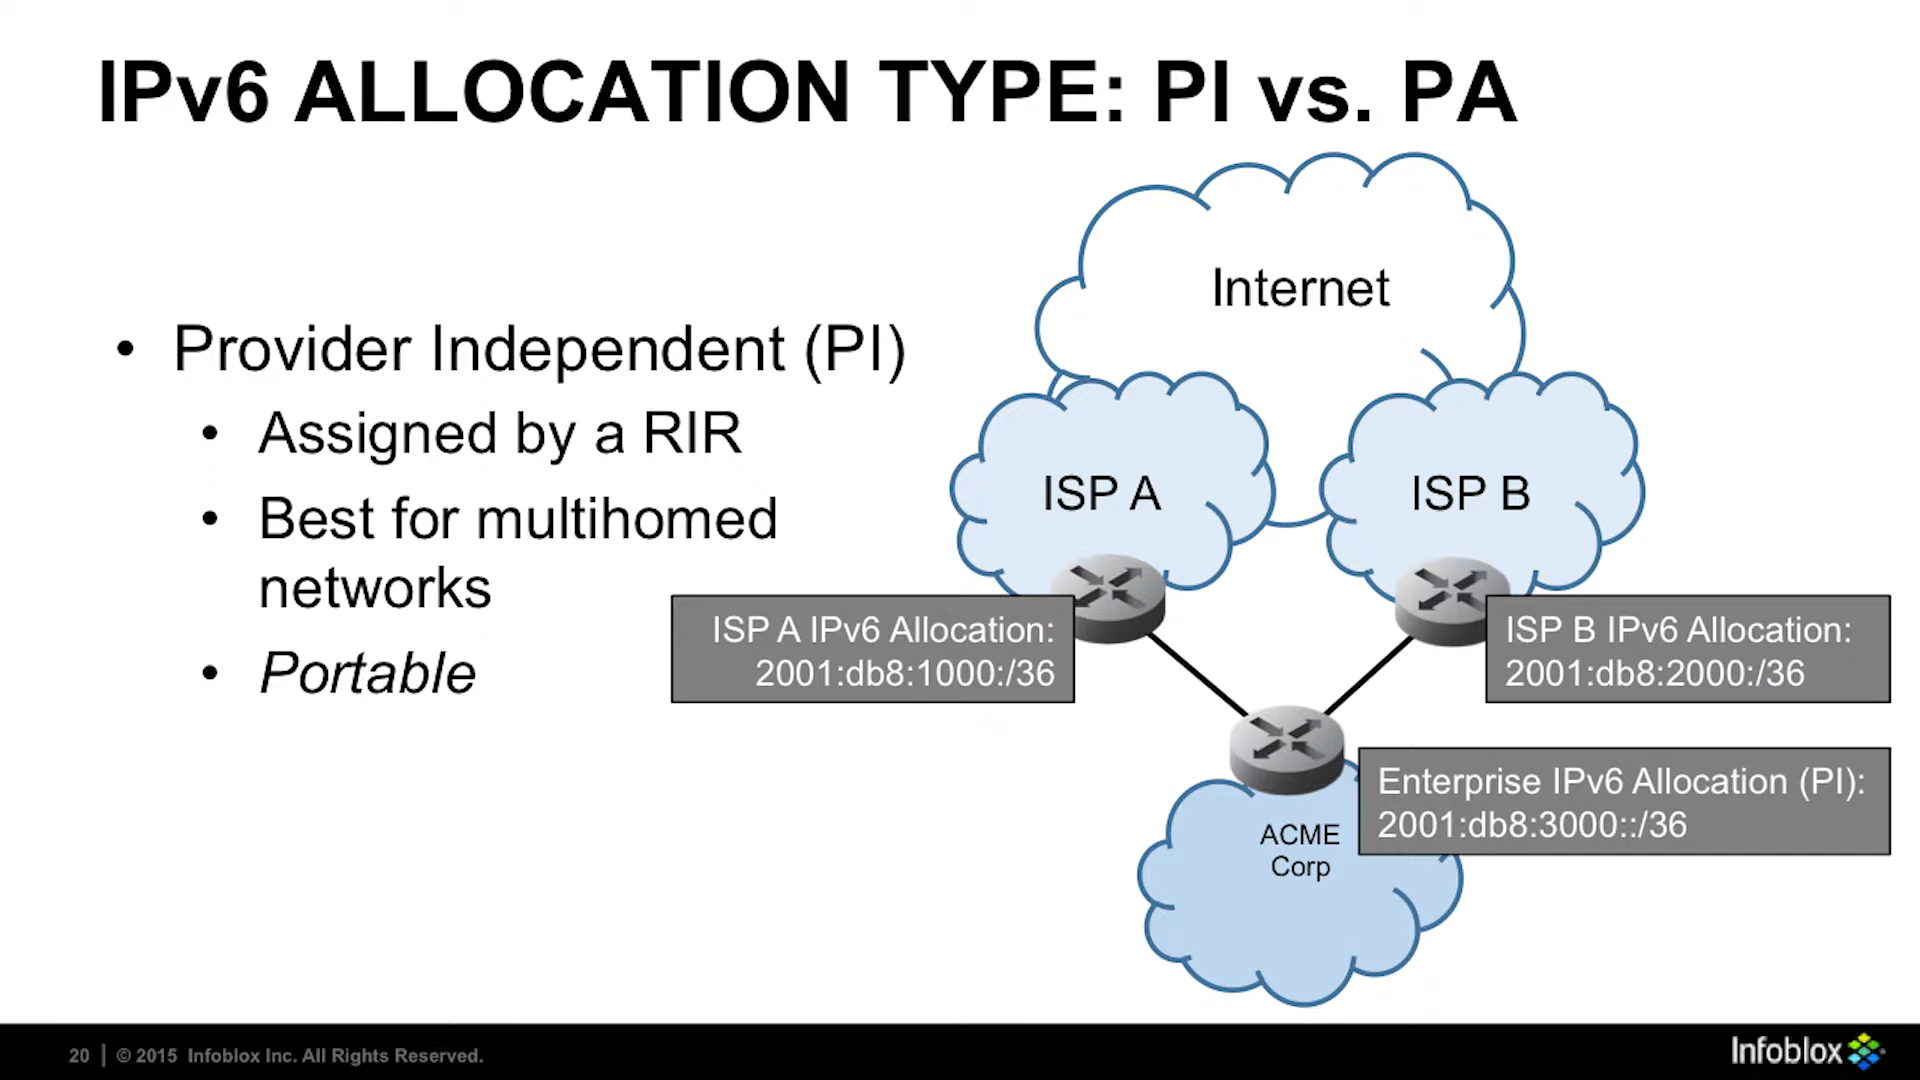 IPv6 ALLOCATION TYPE: PI vs. PA
• Provider Independent (PI)
• Assigned by a RIR
• Best for multihomed
networks
• Portable
Internet
ISP A
ISP B
ISP A IPv6 Allocation:
2001:db8:1000:/36
ISP B IPv6 Allocation:
2001:db8:2000:/36
Enterprise IPv6 Allocation (PI):
2001:db8:3000::/36
ACME
Corp
20 | © 2015 Infoblox Inc. All Rights Reserved.
Infoblox